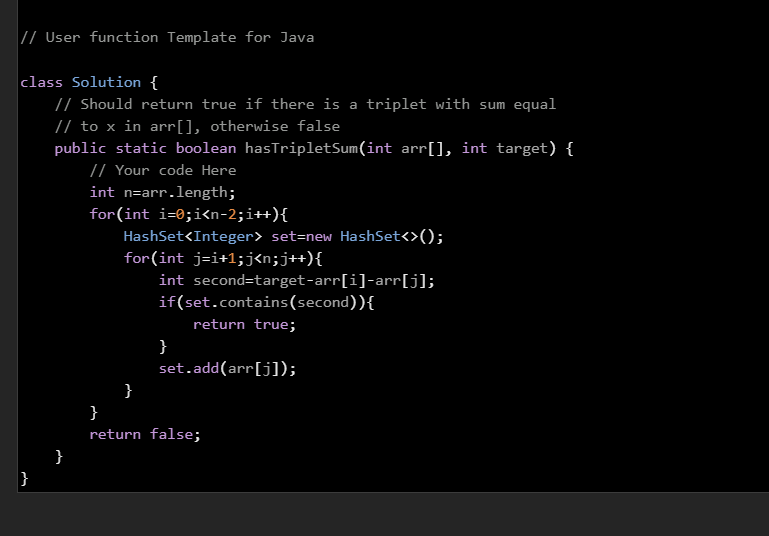 // User function Template for Java
class Solution {
    // Should return true if there is a triplet with sum equal
    // to x in arr[], otherwise false
    public static boolean hasTripletSum(int arr[], int target) {
        // Your code Here
        int n=arr.length;
        for(int i=0;i<n-2;i++){
            HashSet<Integer> set=new HashSet<>();
            for(int j=i+1;j<n;j++){
                int second=target-arr[i]-arr[j];
                if(set.contains(second)){
                    return true;
                }
                set.add(arr[j]);
            }
        }
        return false;
    }
}